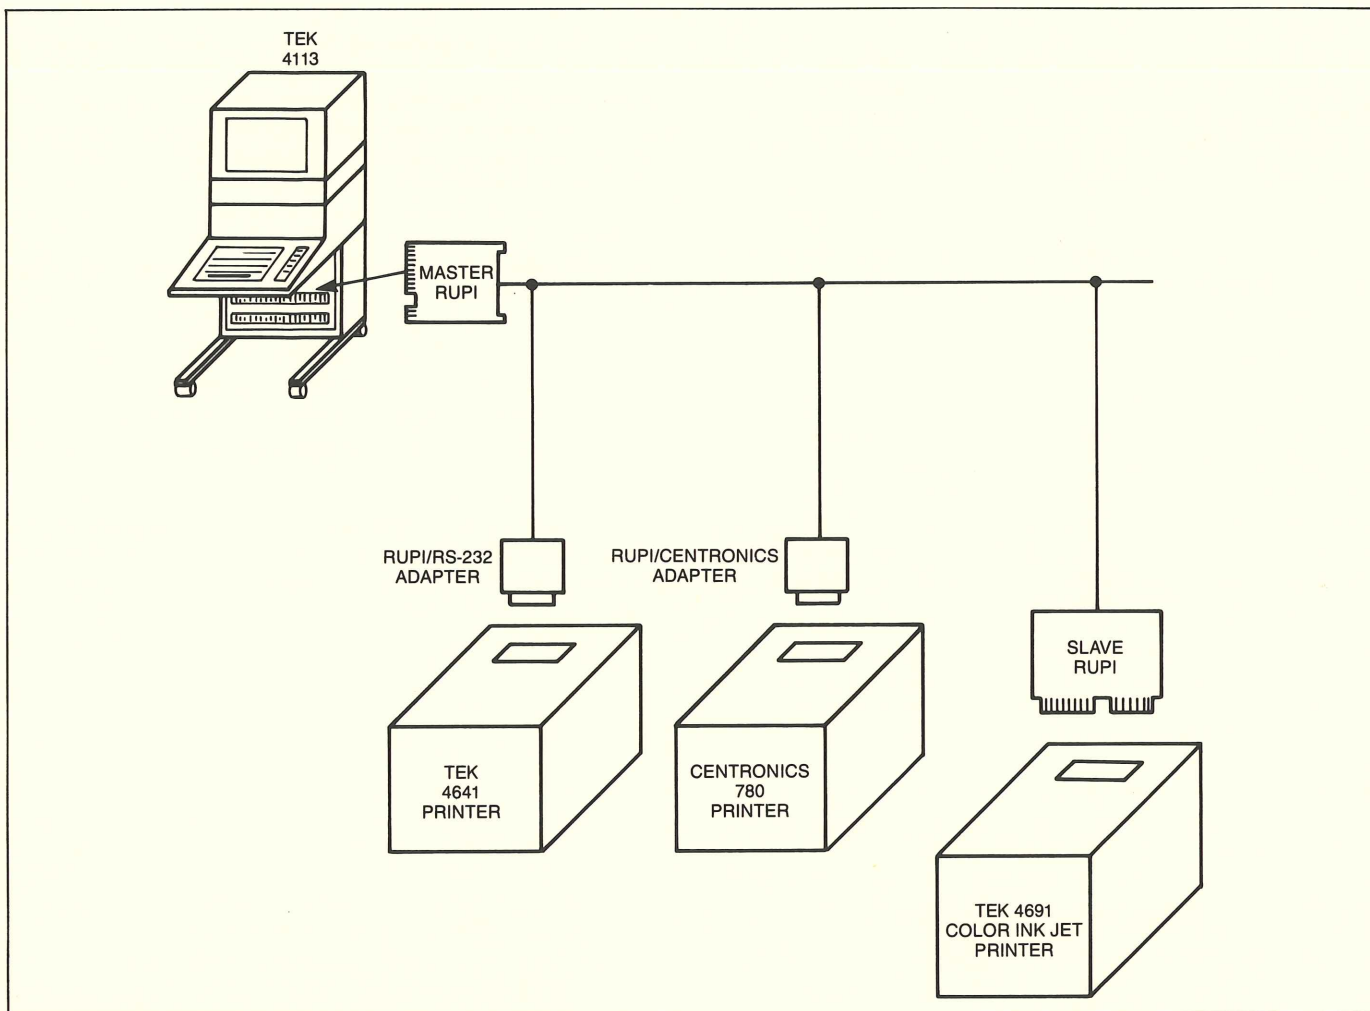 TEK
4113
MASTER
RUPI
RUPI/RS-232
ADAPTER
RUPI/CENTRONICS
ADAPTER
SLAVE
RUPI
TEK
4641
PRINTER
CENTRONICS
780
PRINTER
TEK 4691
COLOR INK JET
PRINTER